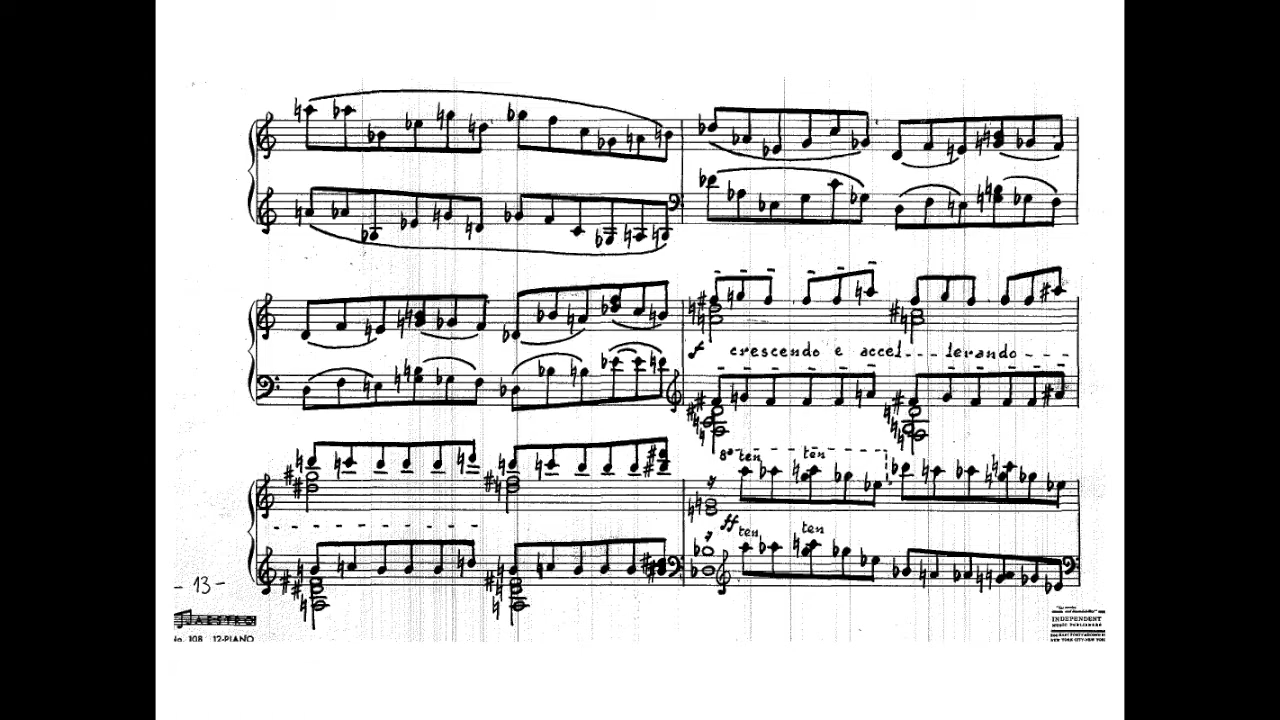 f crescendo e accel - - - lerando - - - -
8ª ten ten
ff ten ten
- 13 -
MAESTRO
No. 108 12-PIANO
INDEPENDENT
MUSIC PUBLISHERS
NEW YORK CITY, NEW YORK